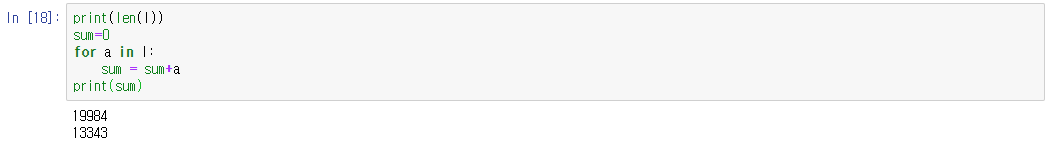 In [18]: print(len(l))
sum=0
for a in l:
    sum = sum+a
print(sum)
19984
13343